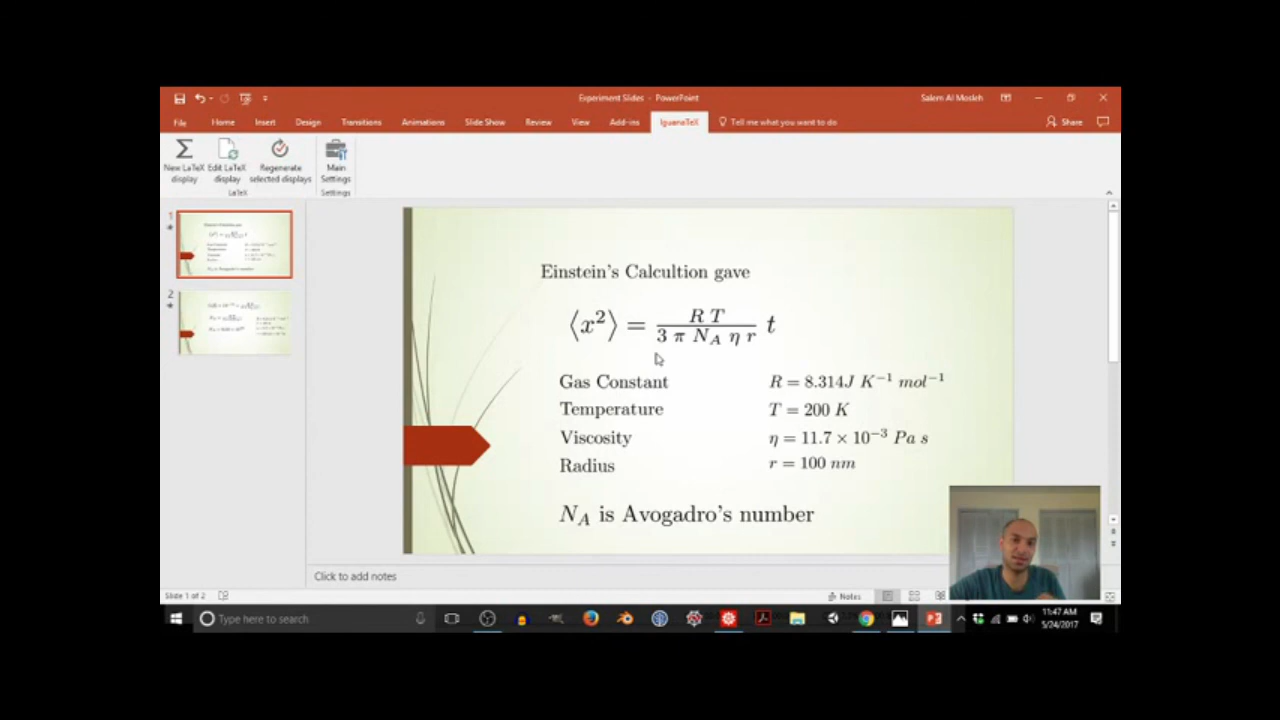 Experiment Slides - PowerPoint
Salem Al Mosleh
File Home Insert Design Transitions Animations Slide Show Review View Add-ins IguanaTeX Tell me what you want to do Share
New LaTeX display
Edit LaTeX display
Regenerate selected displays
Main Settings
LaTeX
Settings
1
2
Einstein's Calcultion gave
⟨x²⟩ = R T / 3 π N_A η r t
Gas Constant R = 8.314J K⁻¹ mol⁻¹
Temperature T = 200 K
Viscosity η = 11.7 × 10⁻³ Pa s
Radius r = 100 nm
N_A is Avogadro's number
Click to add notes
Slide 1 of 2
Notes
Type here to search
11:47 AM
5/24/2017